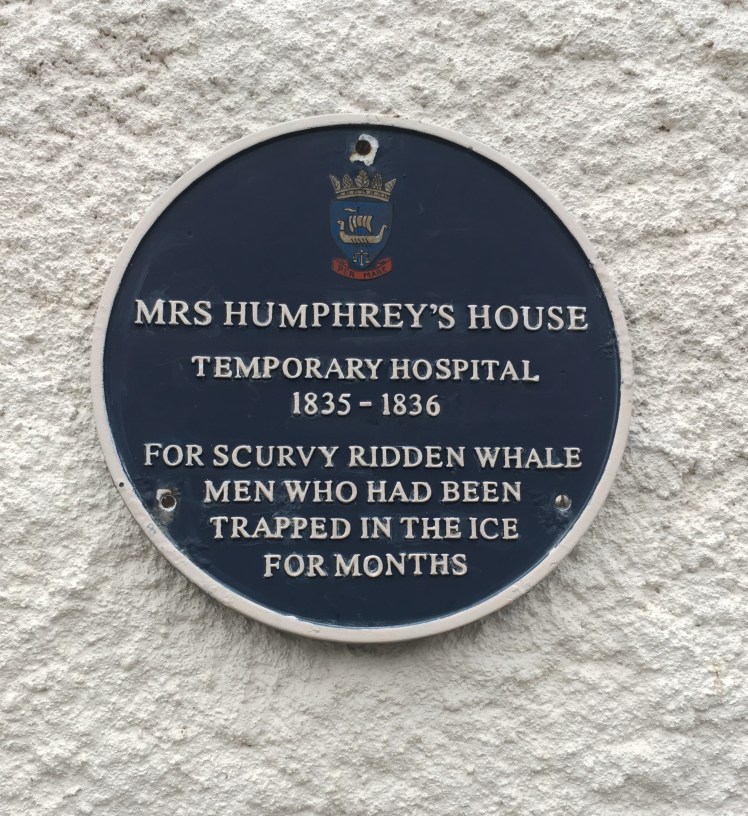 PER MARE
MRS HUMPHREY'S HOUSE
TEMPORARY HOSPITAL
1835 - 1836
FOR SCURVY RIDDEN WHALE
MEN WHO HAD BEEN
TRAPPED IN THE ICE
FOR MONTHS